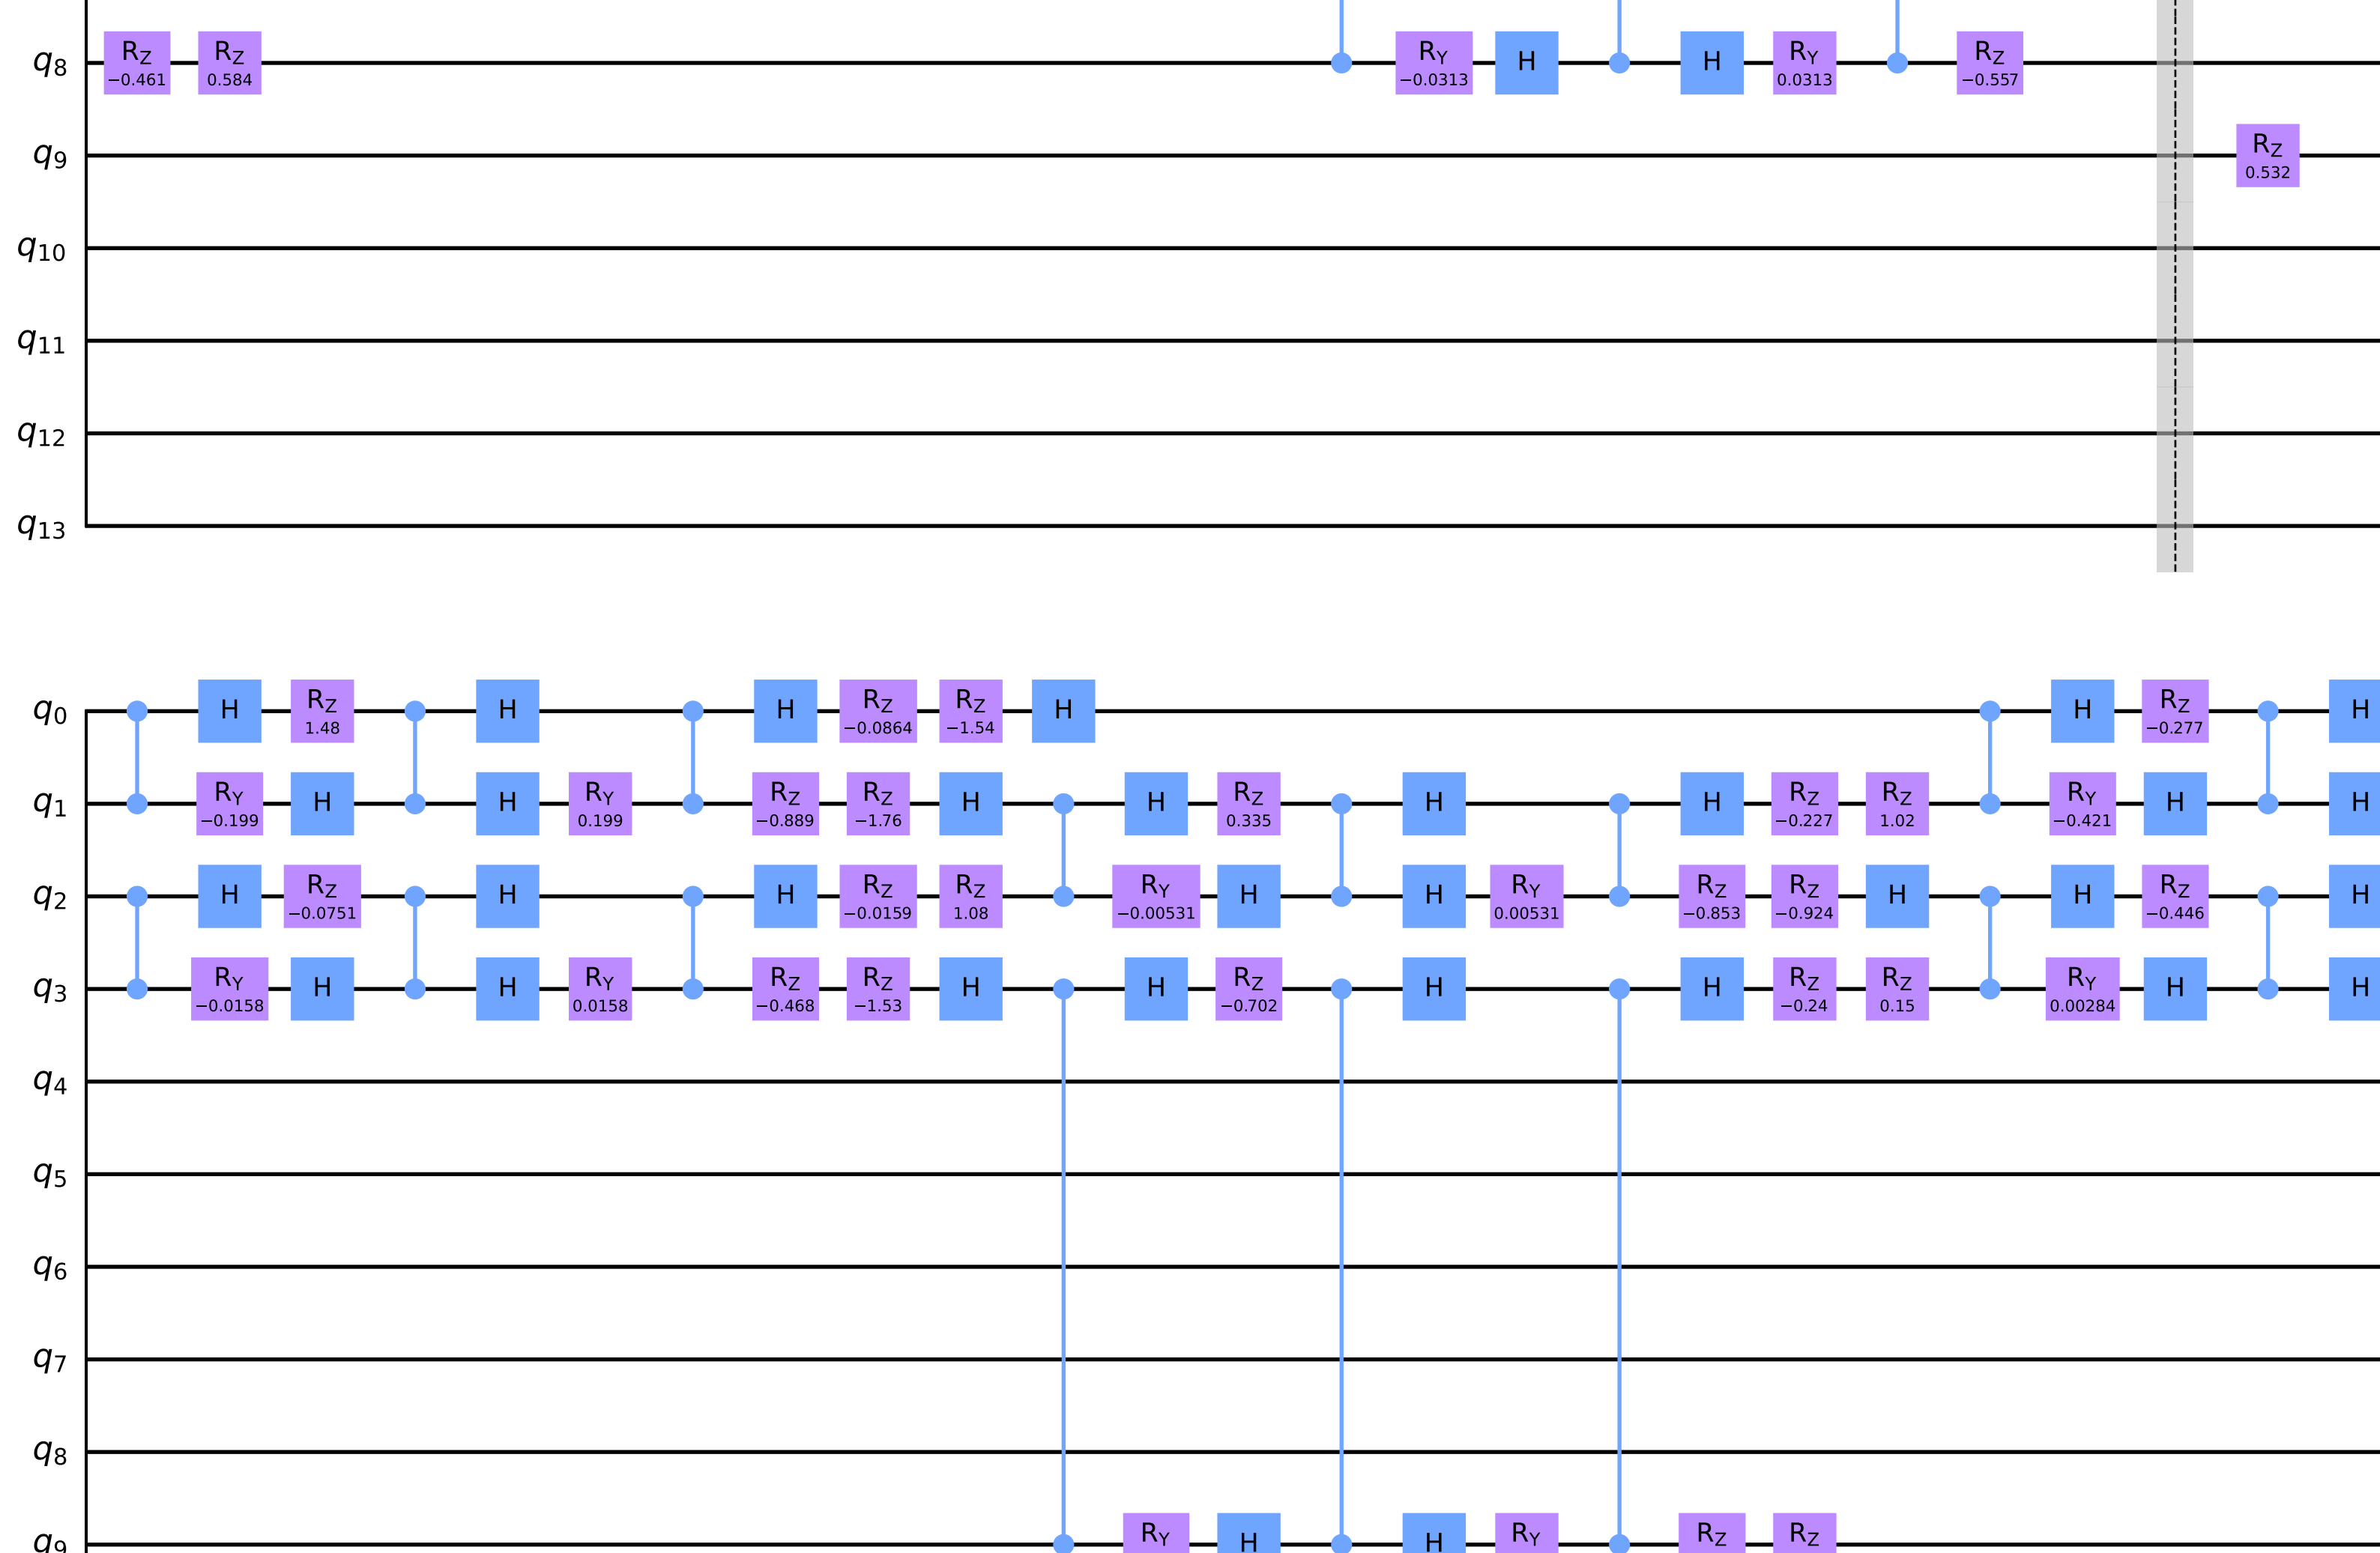 q8 RZ −0.461 RZ 0.584 RY −0.0313 H H RY 0.0313 RZ −0.557
q9 RZ 0.532
q10
q11
q12
q13
q0 H RZ 1.48 H H RZ −0.0864 RZ −1.54 H H RZ −0.277 H
q1 RY −0.199 H H RY 0.199 RZ −0.889 RZ −1.76 H H RZ 0.335 H H RZ −0.227 RZ 1.02 RY −0.421 H H
q2 H RZ −0.0751 H H RZ −0.0159 RZ 1.08 RY −0.00531 H H RY 0.00531 RZ −0.853 RZ −0.924 H H RZ −0.446 H
q3 RY −0.0158 H H RY 0.0158 RZ −0.468 RZ −1.53 H H RZ −0.702 H H RZ −0.24 RZ 0.15 RY 0.00284 H H
q4
q5
q6
q7
q8
q9 RY H H RY RZ RZ